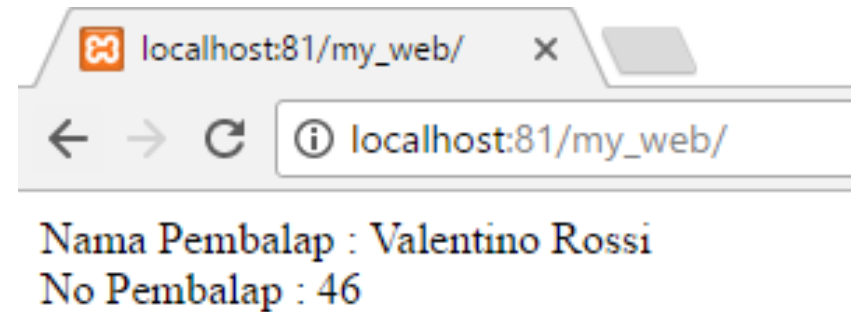 localhost:81/my_web/
localhost:81/my_web/
Nama Pembalap : Valentino Rossi
No Pembalap : 46